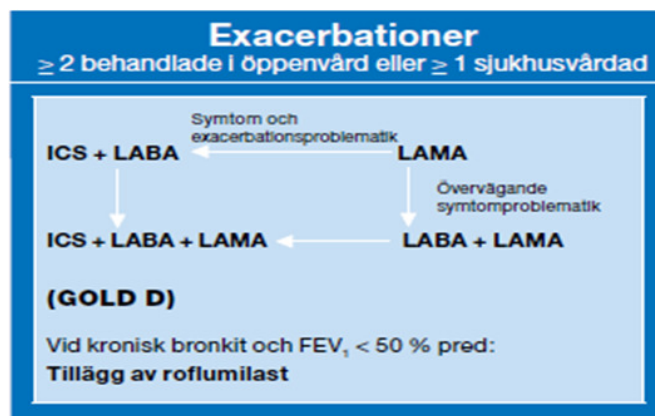 Exacerbationer
≥ 2 behandlade i öppenvård eller ≥ 1 sjukhusvårdad
Symtom och
exacerbationsproblematik
ICS + LABA
LAMA
Övervägande
symtomproblematik
ICS + LABA + LAMA
LABA + LAMA
(GOLD D)
Vid kronisk bronkit och FEV₁ < 50 % pred:
Tillägg av roflumilast